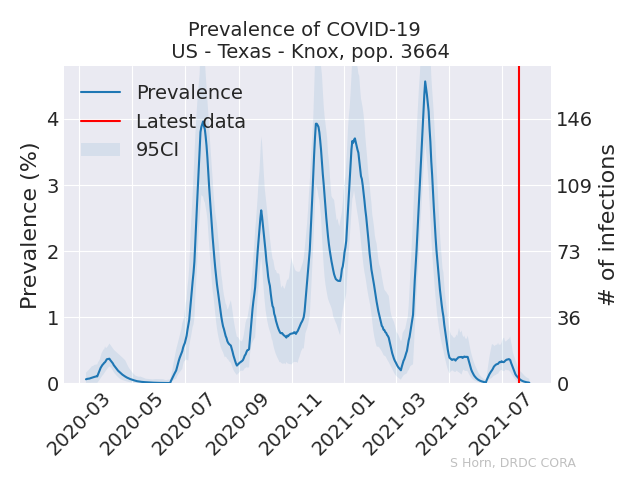 Prevalence of COVID-19
US - Texas - Knox, pop. 3664
Prevalence
Latest data
95CI
Prevalence (%)
4
3
2
1
0
146
109
73
36
0
# of infections
2020-03
2020-05
2020-07
2020-09
2020-11
2021-01
2021-03
2021-05
2021-07
S Horn, DRDC CORA